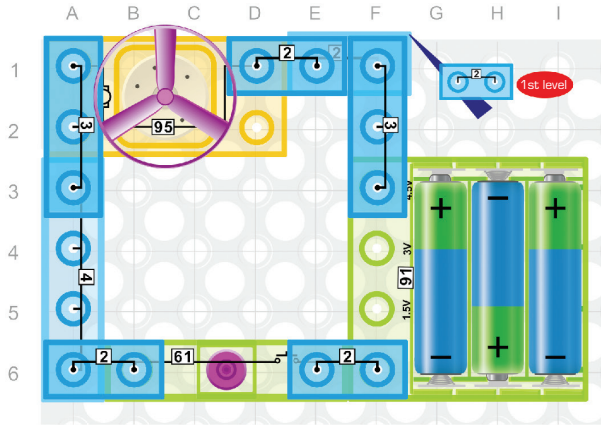 A B C D E F G H I
1 2 2 2 1st level
2 3 95 3
3 4.5V
+ - +
4 3V
4 91
5 1.5V
- + -
2 61 2
6